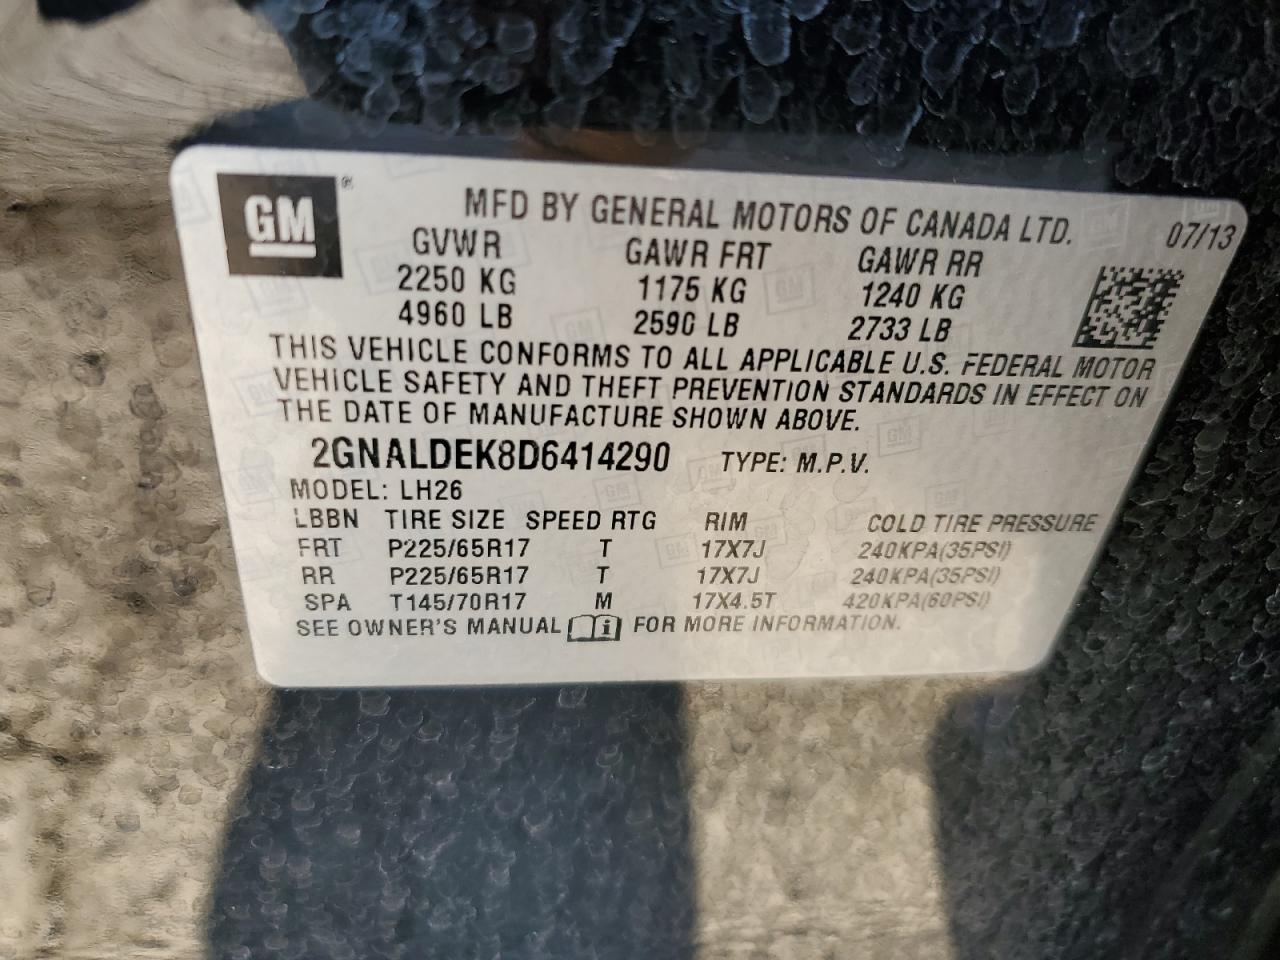 GM ® MFD BY GENERAL MOTORS OF CANADA LTD. 07/13
GVWR GAWR FRT GAWR RR
2250 KG 1175 KG 1240 KG
4960 LB 2590 LB 2733 LB
THIS VEHICLE CONFORMS TO ALL APPLICABLE U.S. FEDERAL MOTOR
VEHICLE SAFETY AND THEFT PREVENTION STANDARDS IN EFFECT ON
THE DATE OF MANUFACTURE SHOWN ABOVE.
2GNALDEK8D6414290 TYPE: M.P.V.
MODEL: LH26
LBBN TIRE SIZE SPEED RTG RIM COLD TIRE PRESSURE
FRT P225/65R17 T 17X7J 240KPA(35PSI)
RR P225/65R17 T 17X7J 240KPA(35PSI)
SPA T145/70R17 M 17X4.5T 420KPA(60PSI)
SEE OWNER'S MANUAL i FOR MORE INFORMATION.